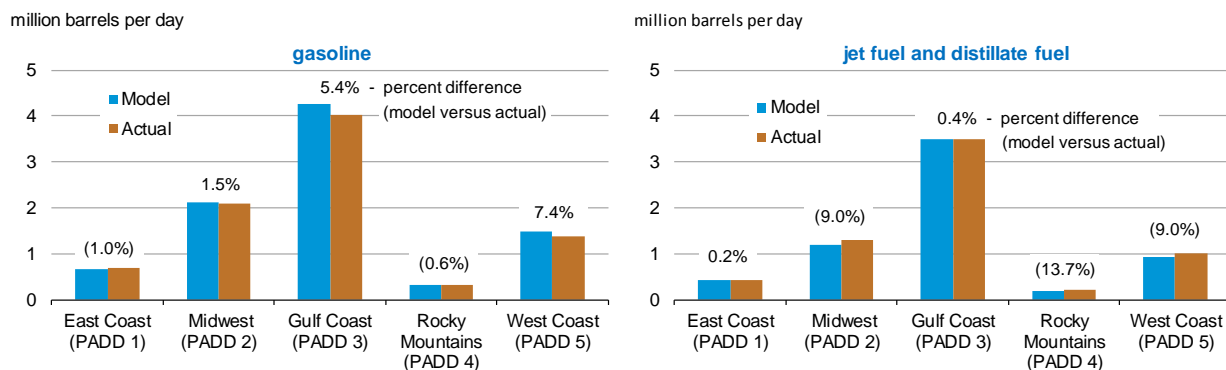 million barrels per day
gasoline
5
4
3
2
1
0
Model
Actual
5.4% - percent difference
(model versus actual)
(1.0%)
1.5%
(0.6%)
7.4%
East Coast
(PADD 1)
Midwest
(PADD 2)
Gulf Coast
(PADD 3)
Rocky
Mountains
(PADD 4)
West Coast
(PADD 5)
million barrels per day
jet fuel and distillate fuel
5
4
3
2
1
0
Model
Actual
0.4% - percent difference
(model versus actual)
0.2%
(9.0%)
(13.7%)
(9.0%)
East Coast
(PADD 1)
Midwest
(PADD 2)
Gulf Coast
(PADD 3)
Rocky
Mountains
(PADD 4)
West Coast
(PADD 5)